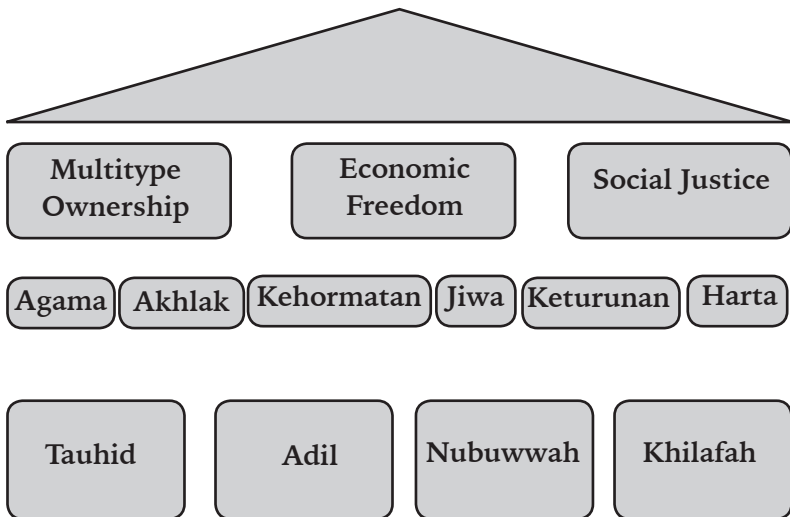 Multitype
Ownership
Economic
Freedom
Social Justice
Agama
Akhlak
Kehormatan
Jiwa
Keturunan
Harta
Tauhid
Adil
Nubuwwah
Khilafah